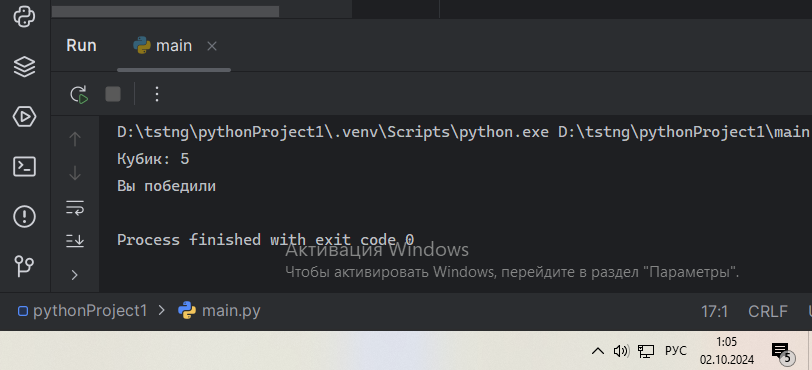 Run main
D:\tstng\pythonProject1\.venv\Scripts\python.exe D:\tstng\pythonProject1\main
Кубик: 5
Вы победили
Process finished with exit code 0
Активация Windows
Чтобы активировать Windows, перейдите в раздел "Параметры".
pythonProject1 > main.py 17:1 CRLF
РУС 1:05
02.10.2024 5